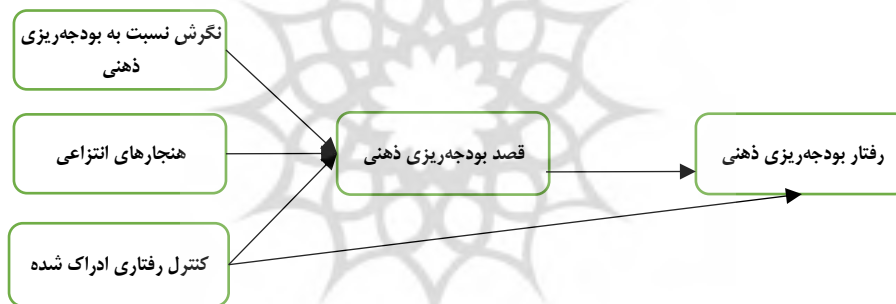 نگرش نسبت به بودجه‌ریزی
ذهنی
هنجارهای انتزاعی
قصد بودجه‌ریزی ذهنی
رفتار بودجه‌ریزی ذهنی
کنترل رفتاری ادراک شده